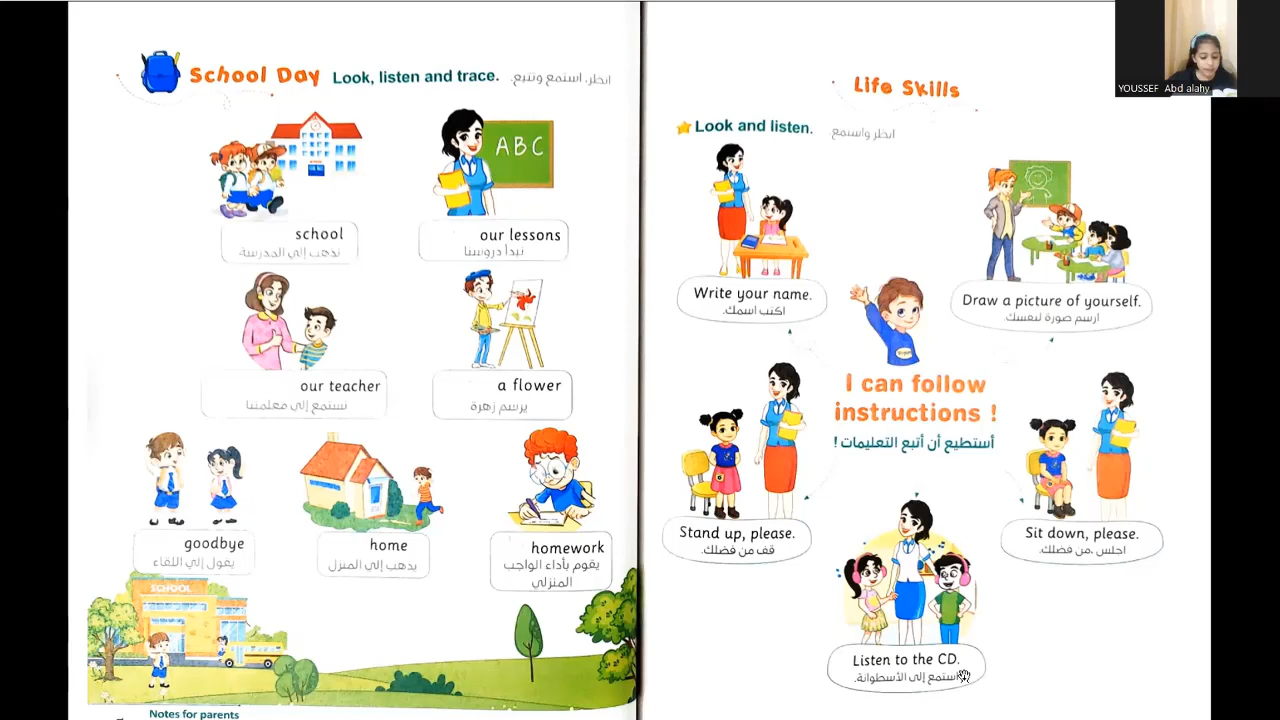 School Day
Look, listen and trace.
انظر، استمع وتتبع.
ABC
school
نذهب إلى المدرسة
our lessons
نبدأ دروسنا
our teacher
نستمع إلى معلمتنا
a flower
يرسم زهرة
goodbye
يقول إلى اللقاء
home
يذهب إلى المنزل
homework
يقوم بأداء الواجب
المنزلي
SCHOOL
Notes for parents
Life Skills
Look and listen.
انظر واستمع
Write your name.
اكتب اسمك.
Draw a picture of yourself.
ارسم صورة لنفسك.
I can follow
instructions !
أستطيع أن أتبع التعليمات !
Stand up, please.
قف من فضلك.
Sit down, please.
اجلس من فضلك.
Listen to the CD.
استمع إلى الأسطوانة.
YOUSSEF Abd alahy